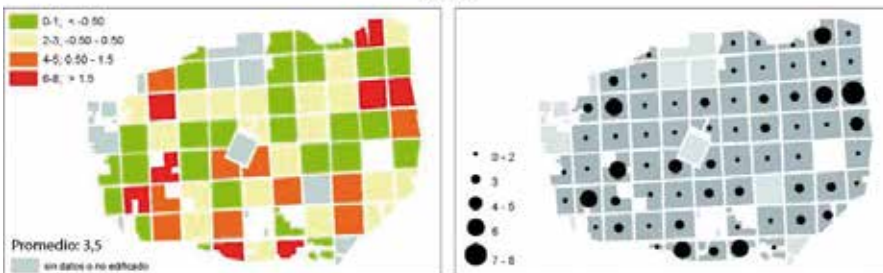 0-1, < -0.50
2-3, -0.50 - 0.50
4-5, 0.50 - 1.5
6-8, > 1.5
Promedio: 3,5
sin datos o no edificado
0 - 2
3
4 - 5
6
7 - 8